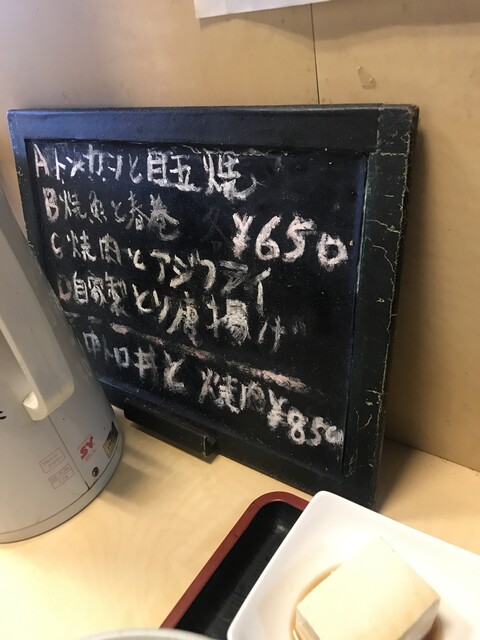 Aトンカツと目玉焼
B焼魚と春巻
各¥650
C焼肉とアジフライ
D自家製とり唐揚げ
中トロ丼と焼肉¥850
SV